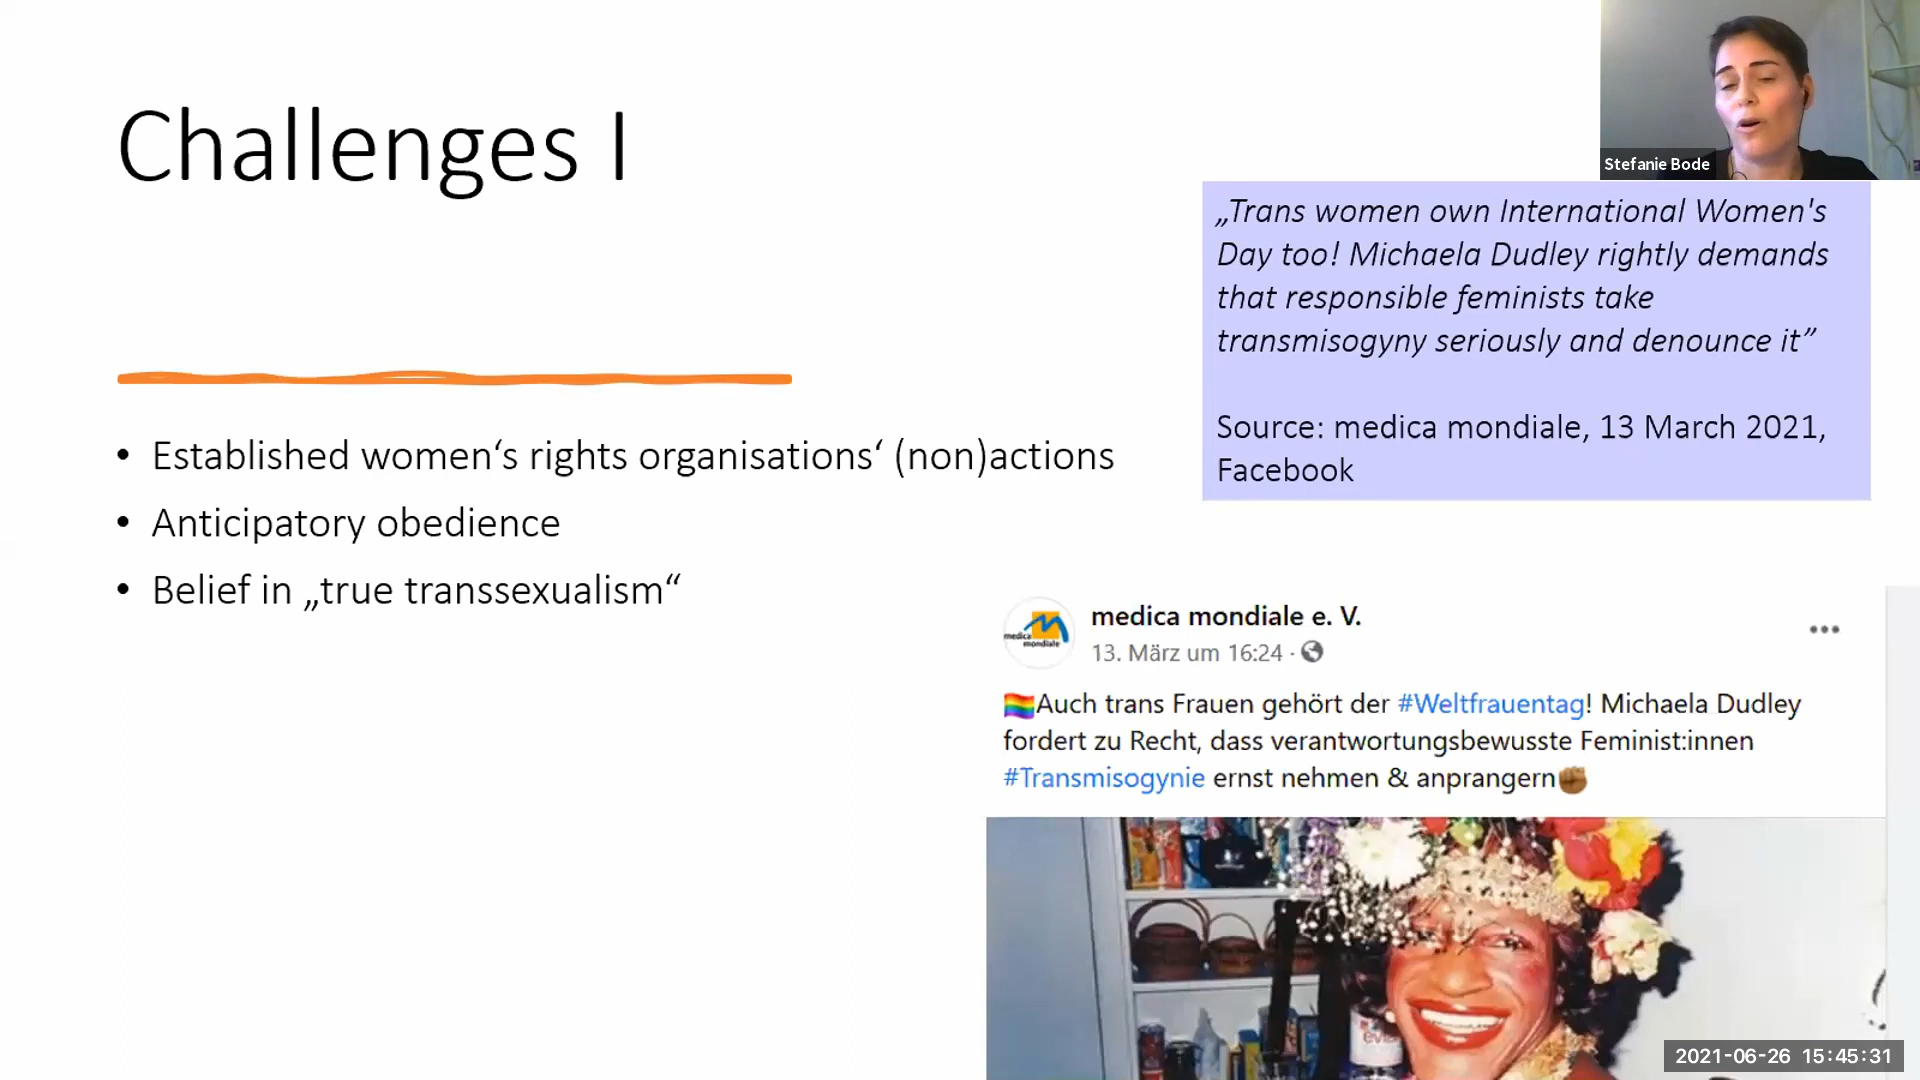 Challenges I
Stefanie Bode
„Trans women own International Women's
Day too! Michaela Dudley rightly demands
that responsible feminists take
transmisogyny seriously and denounce it”
Source: medica mondiale, 13 March 2021,
Facebook
• Established women‘s rights organisations‘ (non)actions
• Anticipatory obedience
• Belief in „true transsexualism“
medica mondiale
medica mondiale e. V.
13. März um 16:24 ·
Auch trans Frauen gehört der #Weltfrauentag! Michaela Dudley
fordert zu Recht, dass verantwortungsbewusste Feminist:innen
#Transmisogynie ernst nehmen & anprangern
2021-06-26 15:45:31